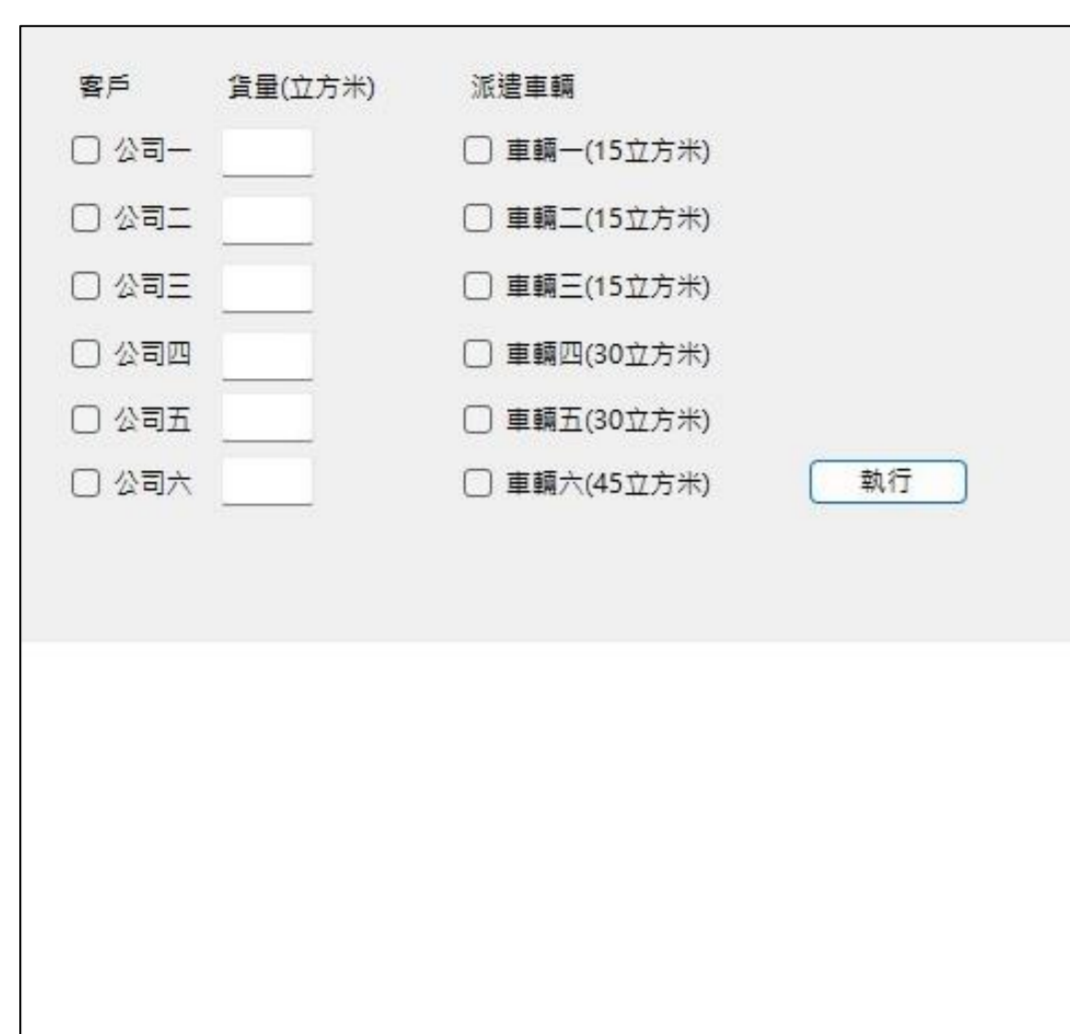 客戶 貨量(立方米) 派遣車輛
公司一 車輛一(15立方米)
公司二 車輛二(15立方米)
公司三 車輛三(15立方米)
公司四 車輛四(30立方米)
公司五 車輛五(30立方米)
公司六 車輛六(45立方米) 執行